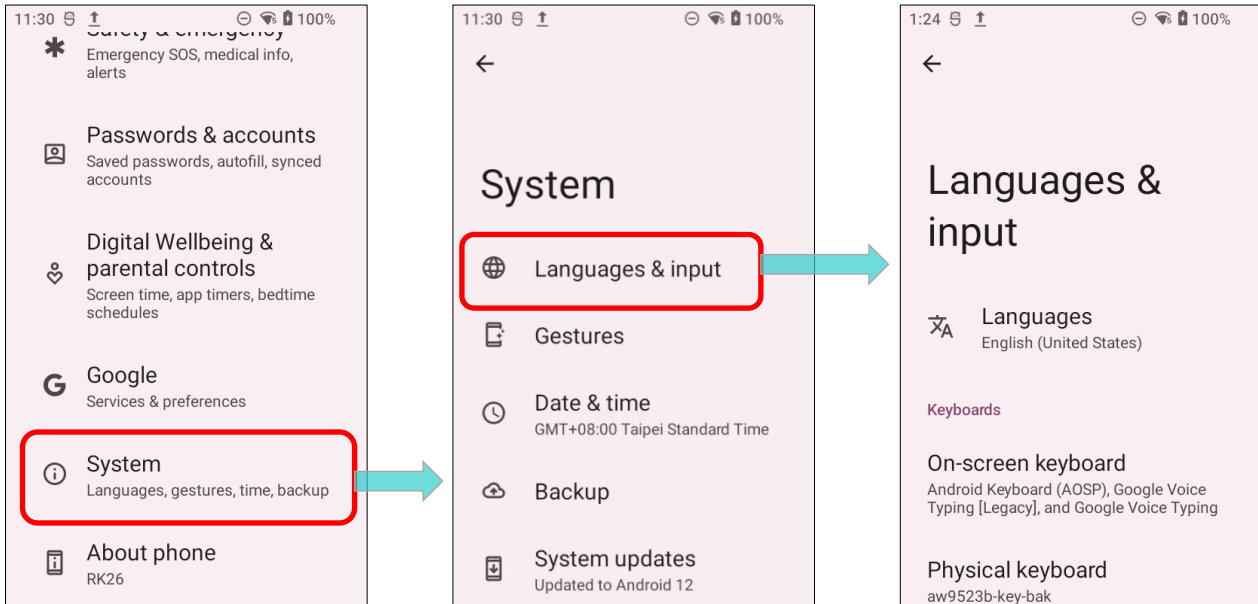 11:30 100%
Safety & emergency
Emergency SOS, medical info,
alerts
Passwords & accounts
Saved passwords, autofill, synced
accounts
Digital Wellbeing &
parental controls
Screen time, app timers, bedtime
schedules
Google
Services & preferences
System
Languages, gestures, time, backup
About phone
RK26
11:30 100%
System
Languages & input
Gestures
Date & time
GMT+08:00 Taipei Standard Time
Backup
System updates
Updated to Android 12
1:24 100%
Languages &
input
Languages
English (United States)
Keyboards
On-screen keyboard
Android Keyboard (AOSP), Google Voice
Typing [Legacy], and Google Voice Typing
Physical keyboard
aw9523b-key-bak